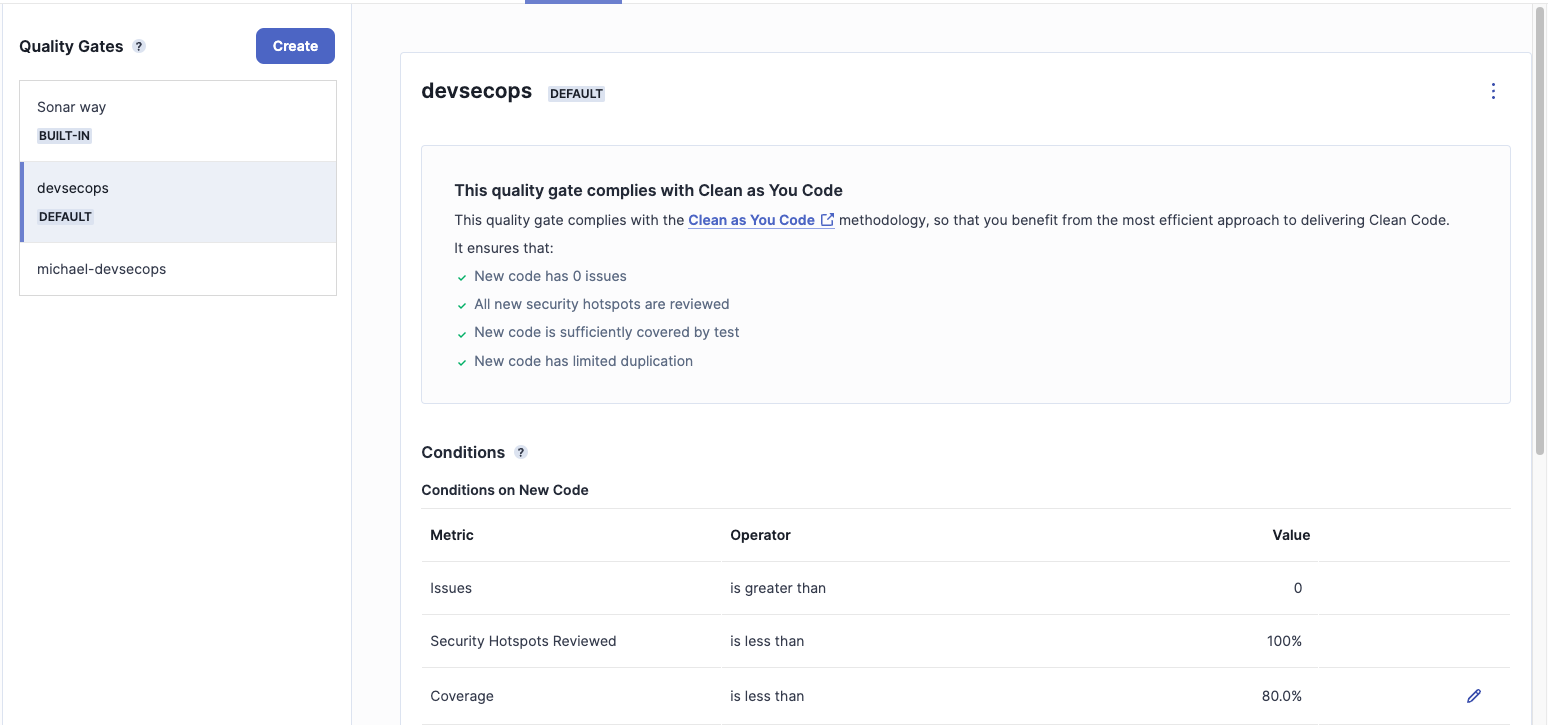 Quality Gates ?
Create
Sonar way
BUILT-IN
devsecops
DEFAULT
michael-devsecops
devsecops DEFAULT
This quality gate complies with Clean as You Code
This quality gate complies with the Clean as You Code methodology, so that you benefit from the most efficient approach to delivering Clean Code.
It ensures that:
New code has 0 issues
All new security hotspots are reviewed
New code is sufficiently covered by test
New code has limited duplication
Conditions ?
Conditions on New Code
Metric Operator Value
Issues is greater than 0
Security Hotspots Reviewed is less than 100%
Coverage is less than 80.0%